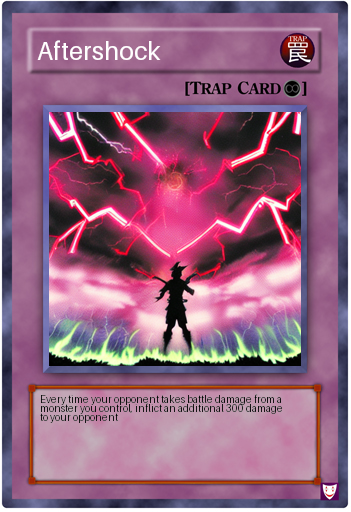 Aftershock
TRAP
罠
[TRAP CARD]
Every time your opponent takes battle damage from a
monster you control, inflict an additional 300 damage
to your opponent